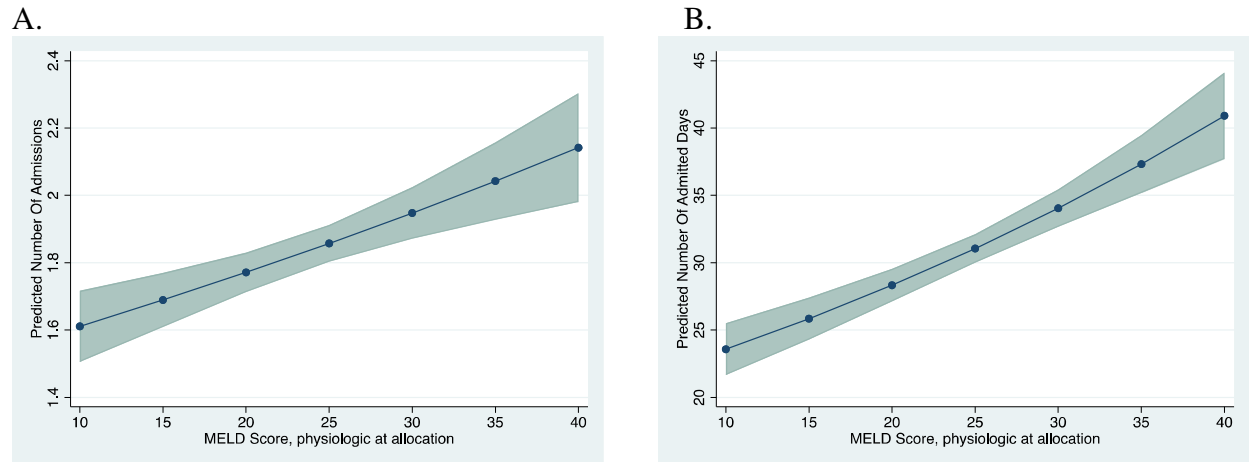 A.
B.
Predicted Number Of Admissions
2.4
2.2
2
1.8
1.6
1.4
10 15 20 25 30 35 40
MELD Score, physiologic at allocation
Predicted Number Of Admitted Days
45
40
35
30
25
20
10 15 20 25 30 35 40
MELD Score, physiologic at allocation